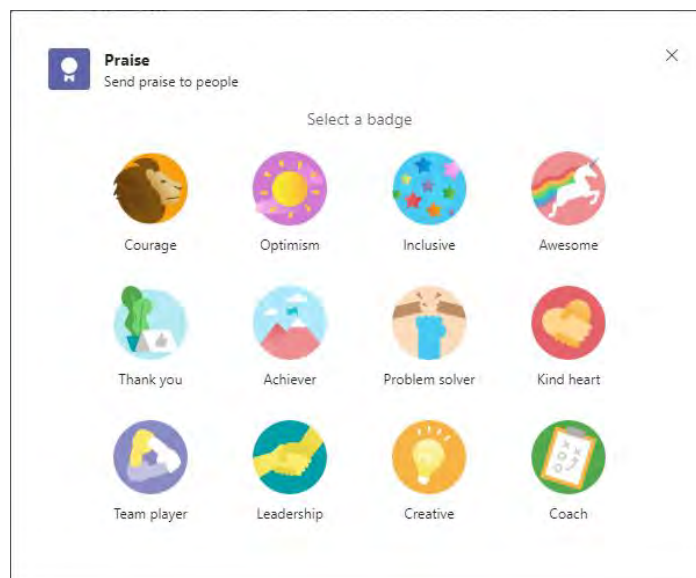 Praise
Send praise to people
Select a badge
Courage
Optimism
Inclusive
Awesome
Thank you
Achiever
Problem solver
Kind heart
Team player
Leadership
Creative
Coach